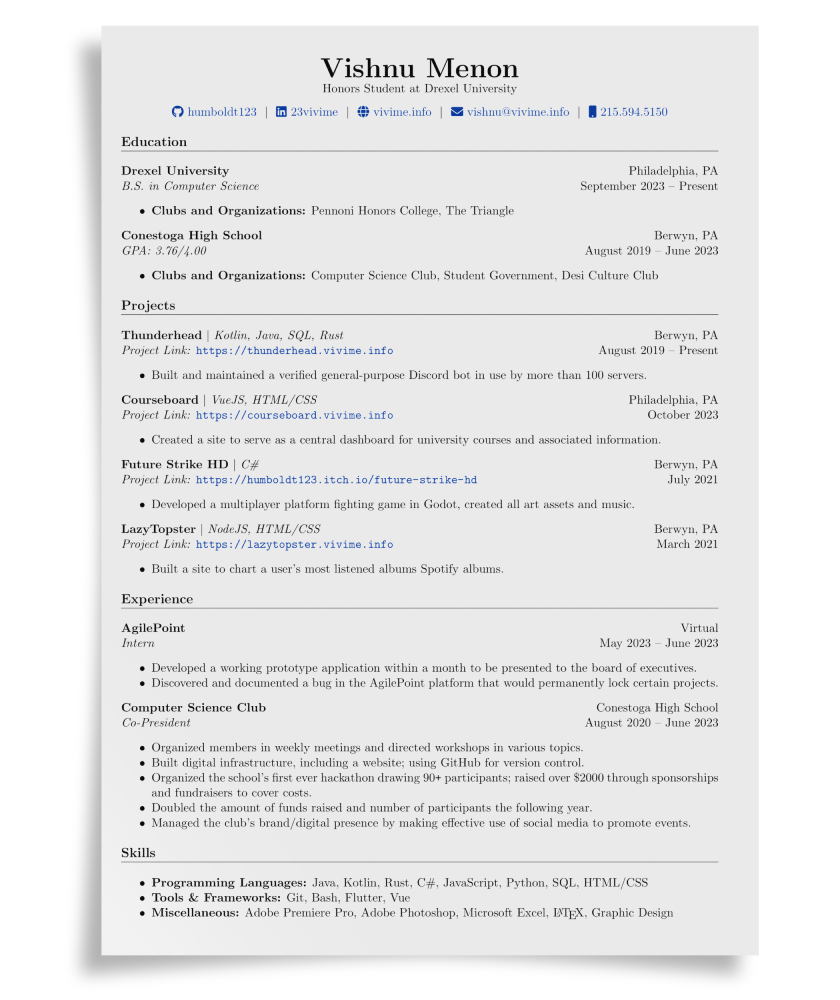 Vishnu Menon
Honors Student at Drexel University
humboldt123 | 23vivime | vivime.info | vishnu@vivime.info | 215.594.5150
Education
Drexel University Philadelphia, PA
B.S. in Computer Science September 2023 – Present
• Clubs and Organizations: Pennoni Honors College, The Triangle
Conestoga High School Berwyn, PA
GPA: 3.76/4.00 August 2019 – June 2023
• Clubs and Organizations: Computer Science Club, Student Government, Desi Culture Club
Projects
Thunderhead | Kotlin, Java, SQL, Rust Berwyn, PA
Project Link: https://thunderhead.vivime.info August 2019 – Present
• Built and maintained a verified general-purpose Discord bot in use by more than 100 servers.
Courseboard | VueJS, HTML/CSS Philadelphia, PA
Project Link: https://courseboard.vivime.info October 2023
• Created a site to serve as a central dashboard for university courses and associated information.
Future Strike HD | C# Berwyn, PA
Project Link: https://humboldt123.itch.io/future-strike-hd July 2021
• Developed a multiplayer platform fighting game in Godot, created all art assets and music.
LazyTopster | NodeJS, HTML/CSS Berwyn, PA
Project Link: https://lazytopster.vivime.info March 2021
• Built a site to chart a user's most listened albums Spotify albums.
Experience
AgilePoint Virtual
Intern May 2023 – June 2023
• Developed a working prototype application within a month to be presented to the board of executives.
• Discovered and documented a bug in the AgilePoint platform that would permanently lock certain projects.
Computer Science Club Conestoga High School
Co-President August 2020 – June 2023
• Organized members in weekly meetings and directed workshops in various topics.
• Built digital infrastructure, including a website; using GitHub for version control.
• Organized the school's first ever hackathon drawing 90+ participants; raised over $2000 through sponsorships
and fundraisers to cover costs.
• Doubled the amount of funds raised and number of participants the following year.
• Managed the club's brand/digital presence by making effective use of social media to promote events.
Skills
• Programming Languages: Java, Kotlin, Rust, C#, JavaScript, Python, SQL, HTML/CSS
• Tools & Frameworks: Git, Bash, Flutter, Vue
• Miscellaneous: Adobe Premiere Pro, Adobe Photoshop, Microsoft Excel, LATEX, Graphic Design